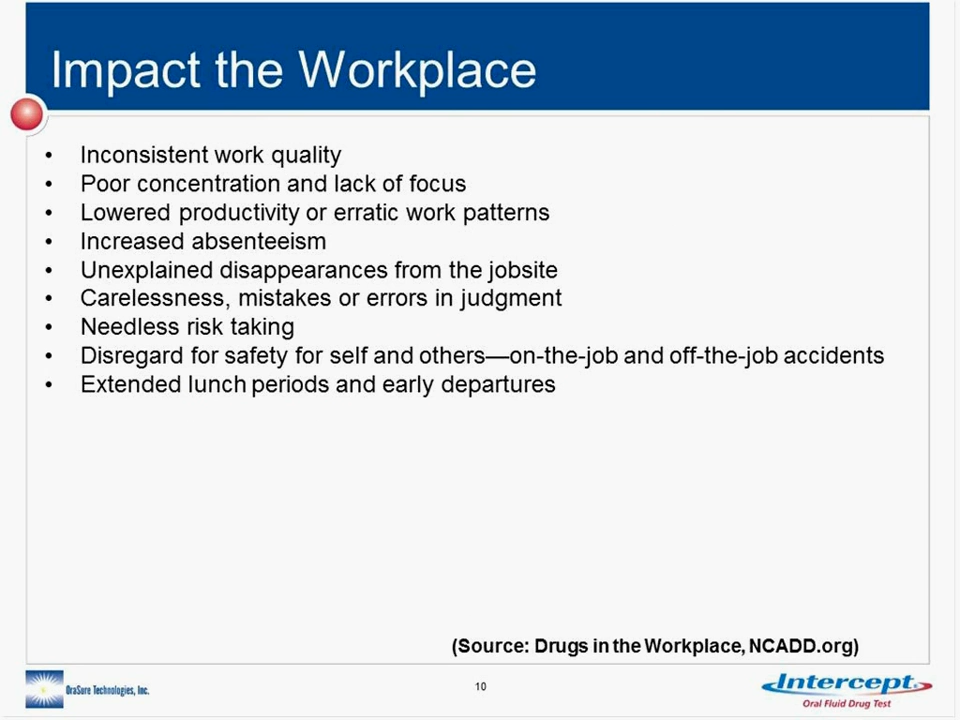 Impact the Workplace
• Inconsistent work quality
• Poor concentration and lack of focus
• Lowered productivity or erratic work patterns
• Increased absenteeism
• Unexplained disappearances from the jobsite
• Carelessness, mistakes or errors in judgment
• Needless risk taking
• Disregard for safety for self and others—on-the-job and off-the-job accidents
• Extended lunch periods and early departures
(Source: Drugs in the Workplace, NCADD.org)
OraSure Technologies, Inc.
10
Intercept
Oral Fluid Drug Test